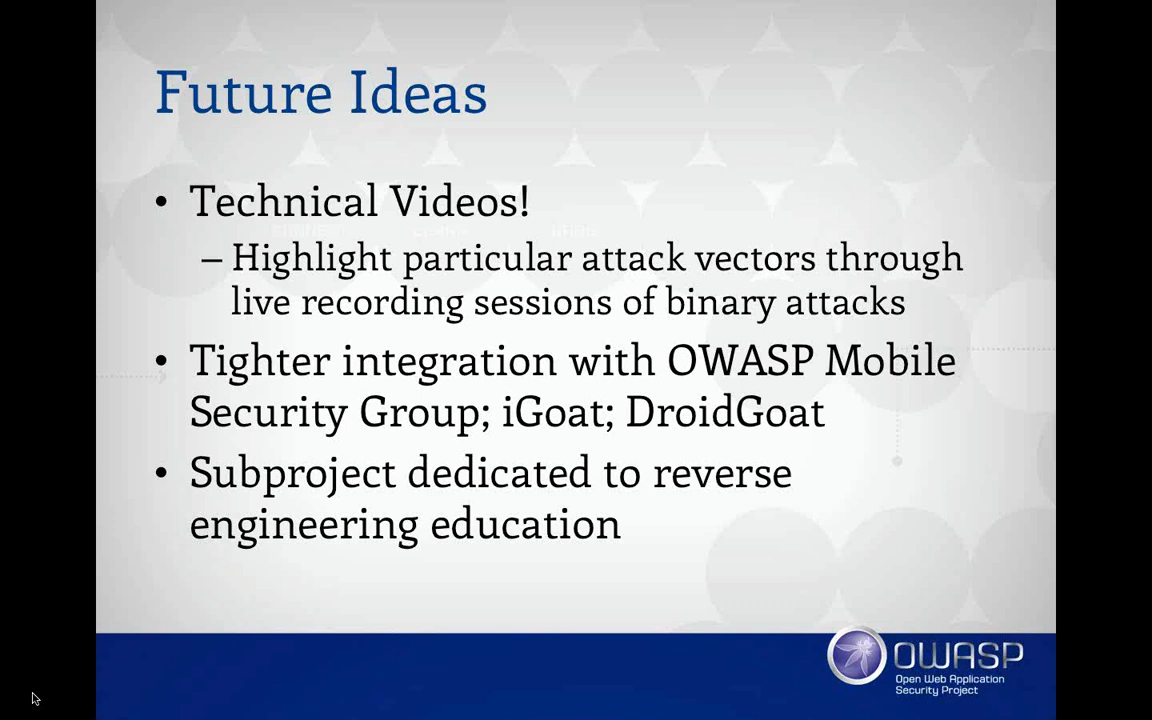 Future Ideas
• Technical Videos!
– Highlight particular attack vectors through
live recording sessions of binary attacks
• Tighter integration with OWASP Mobile
Security Group; iGoat; DroidGoat
• Subproject dedicated to reverse
engineering education
OWASP
Open Web Application
Security Project